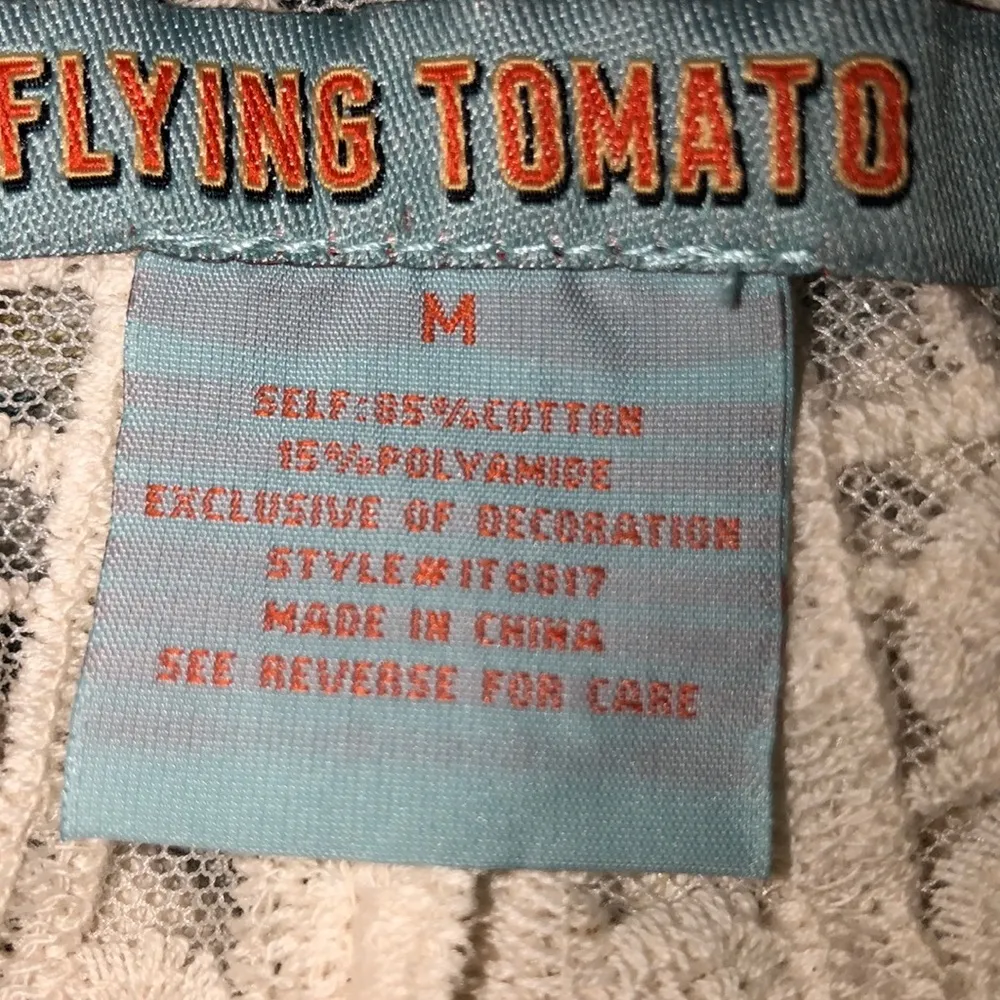 FLYING TOMATO
M
SELF:85%COTTON
15%POLYAMIDE
EXCLUSIVE OF DECORATION
STYLE#IT6817
MADE IN CHINA
SEE REVERSE FOR CARE